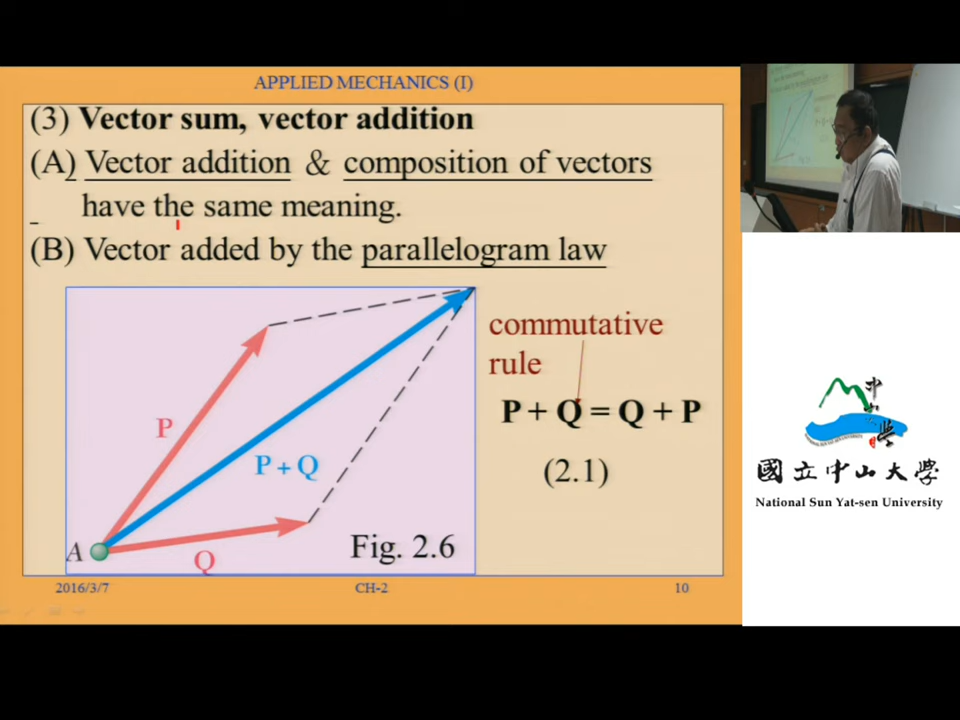 APPLIED MECHANICS (I)
(3) Vector sum, vector addition
(A) Vector addition & composition of vectors
have the same meaning.
(B) Vector added by the parallelogram law
commutative
rule
P + Q = Q + P
(2.1)
P
P + Q
A
Q
Fig. 2.6
2016/3/7
CH-2
10
國立中山大學
National Sun Yat-sen University